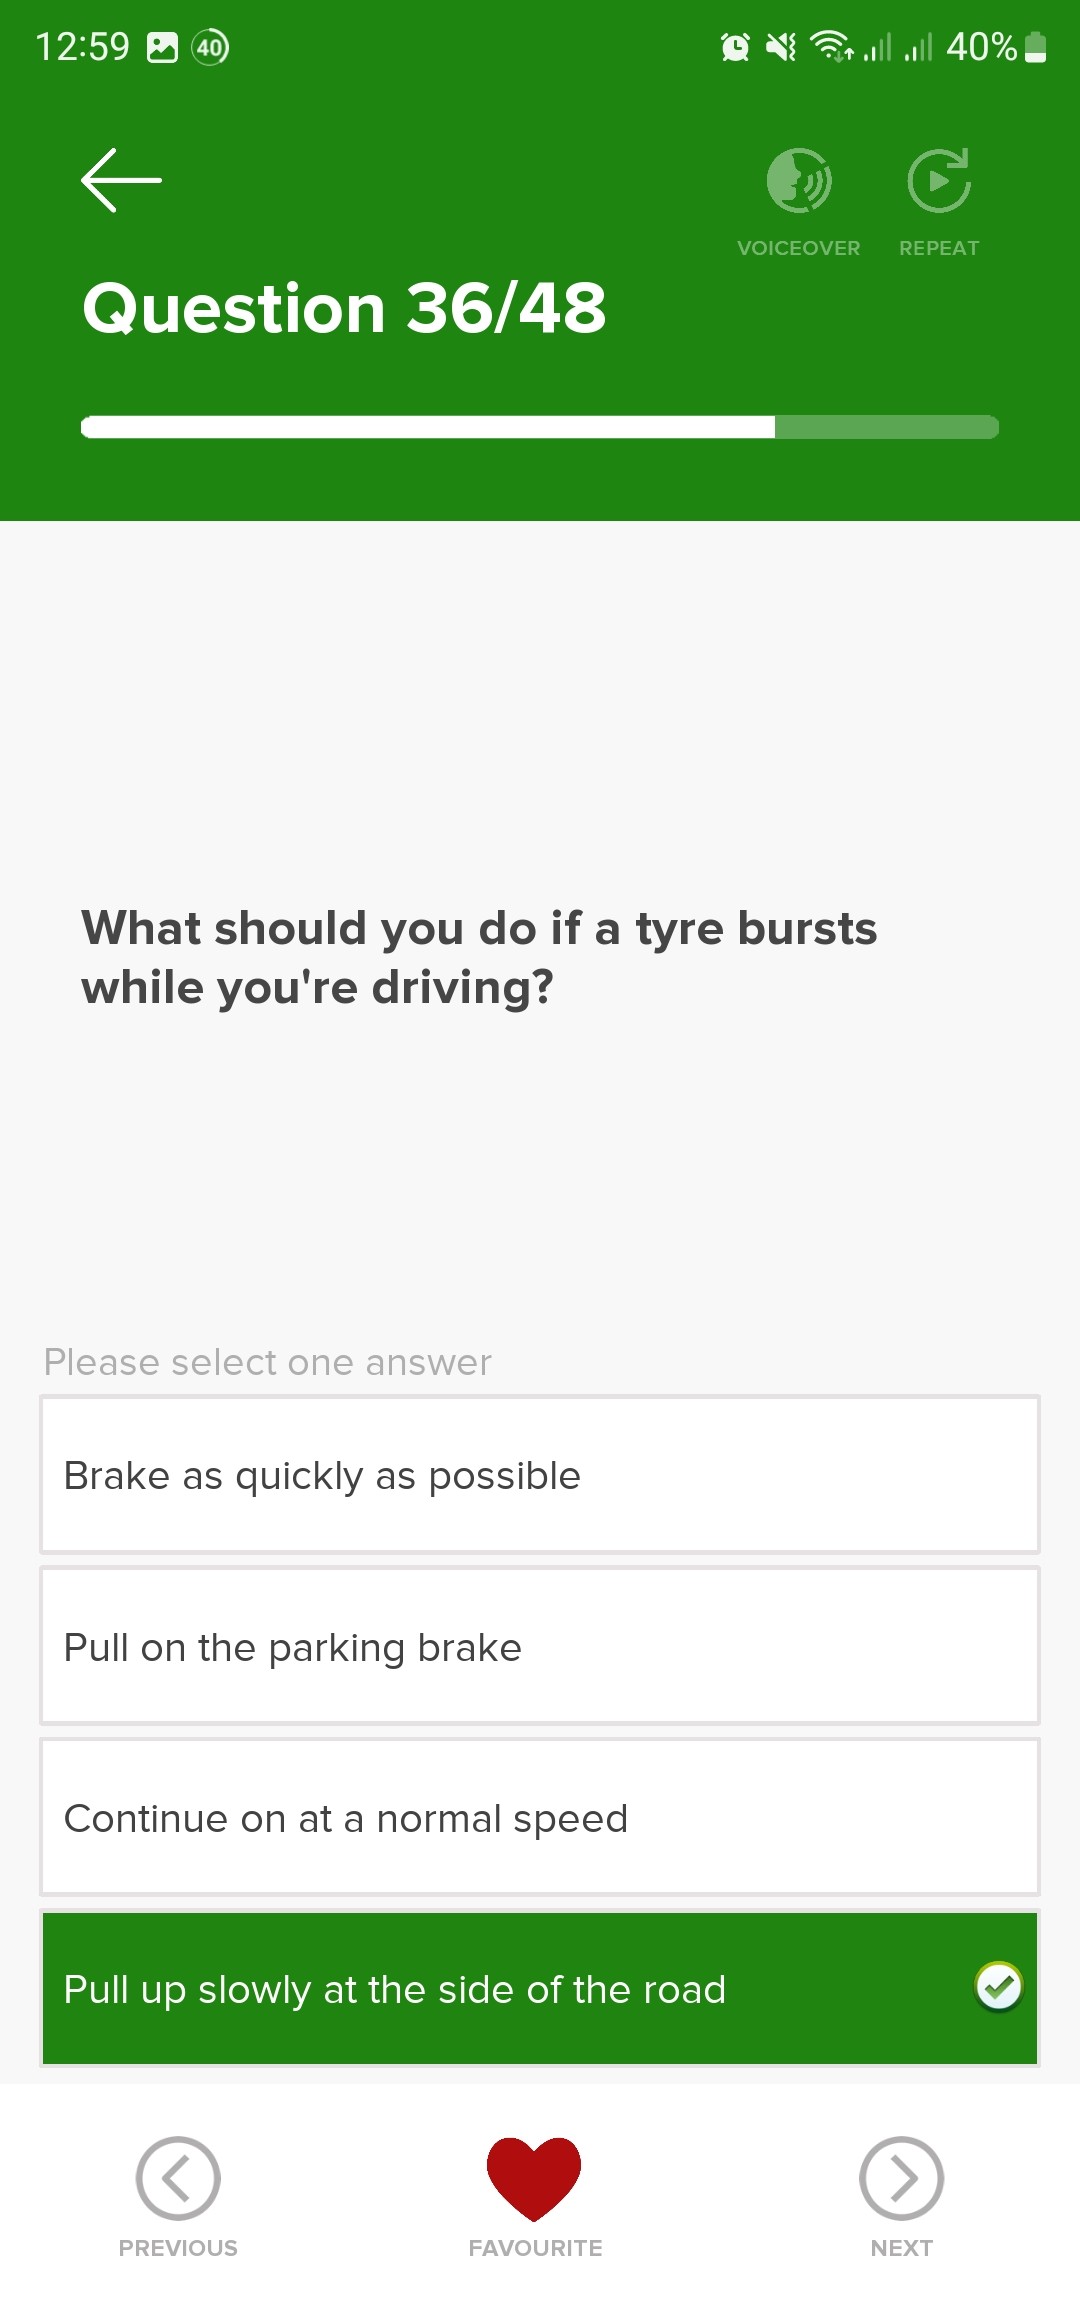 12:59 40 40%
VOICEOVER REPEAT
Question 36/48
What should you do if a tyre bursts
while you're driving?
Please select one answer
Brake as quickly as possible
Pull on the parking brake
Continue on at a normal speed
Pull up slowly at the side of the road
PREVIOUS FAVOURITE NEXT